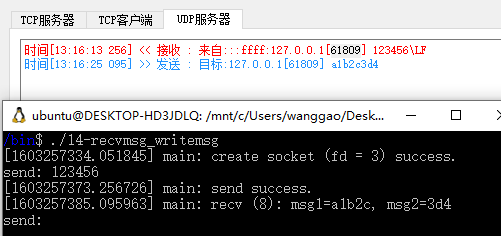 TCP服务器 TCP客户端 UDP服务器
时间[13:16:13 256] << 接收 : 来自:::ffff:127.0.0.1[61809] 123456\LF
时间[13:16:25 095] >> 发送 : 目标:127.0.0.1[61809] a1b2c3d4
ubuntu@DESKTOP-HD3JDLQ: /mnt/c/Users/wanggao/Desk...
/bin$ ./14-recvmsg_writemsg
[1603257334.051845] main: create socket (fd = 3) success.
send: 123456
[1603257373.256726] main: send success.
[1603257385.095963] main: recv (8): msg1=a1b2c, msg2=3d4
send: